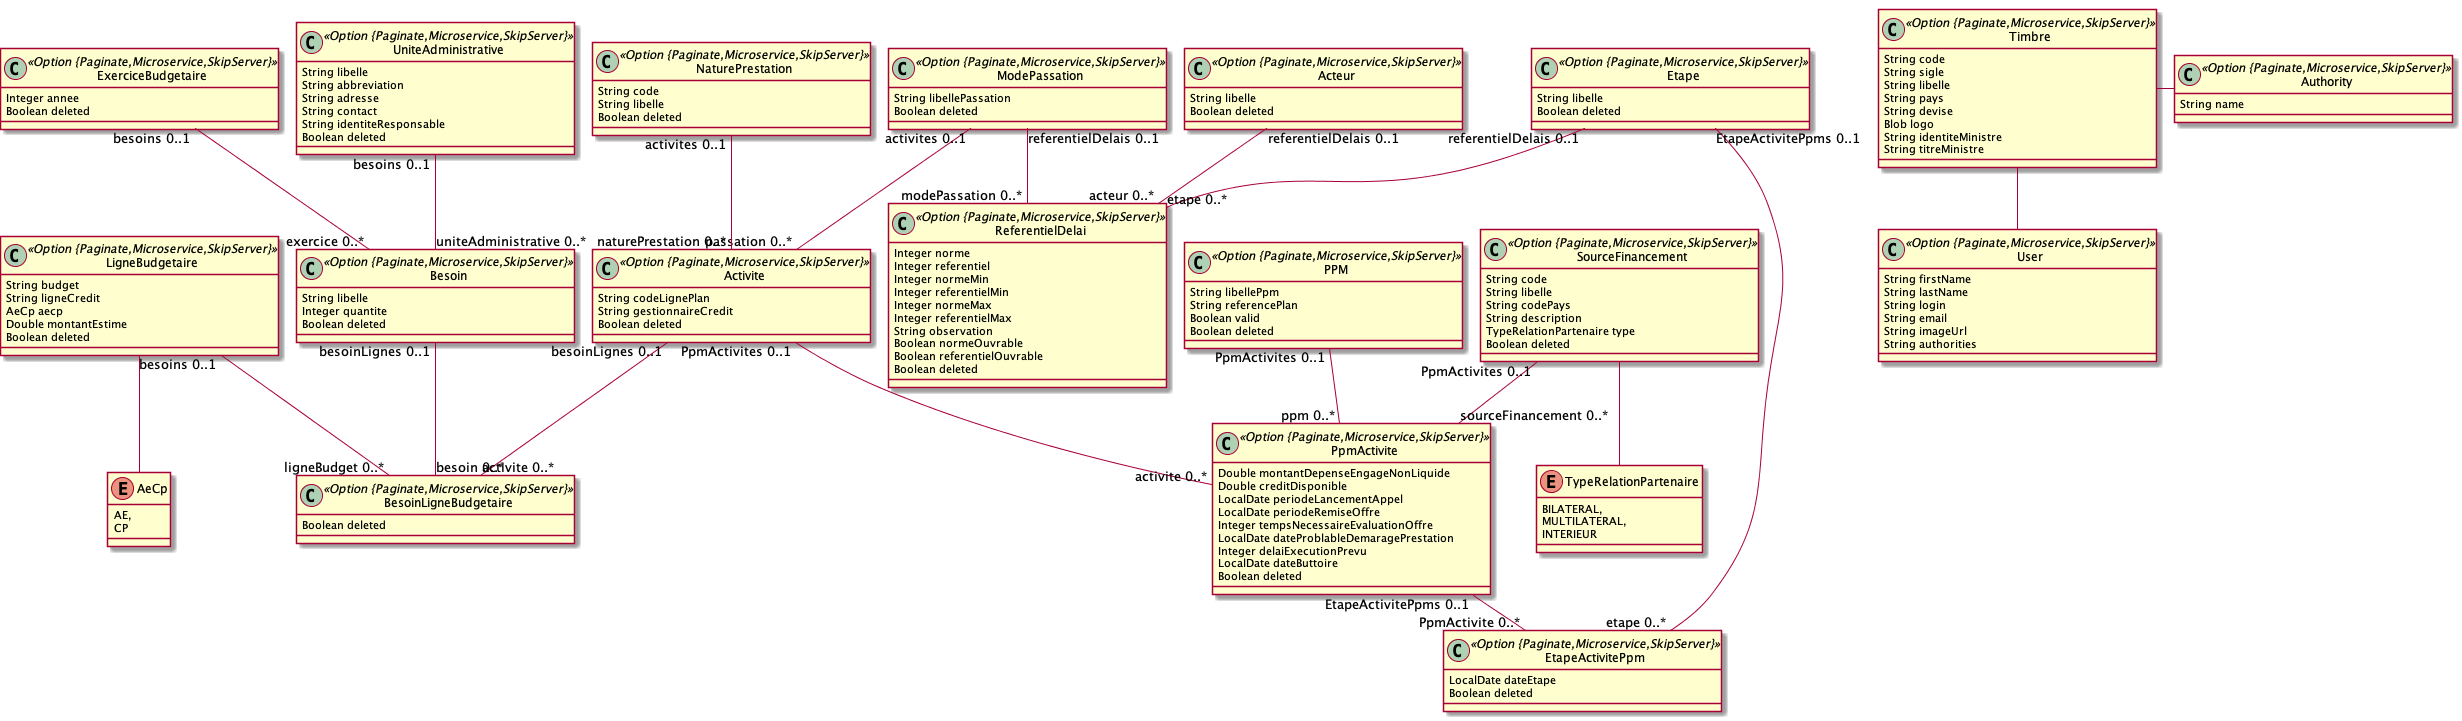 «Option {Paginate,Microservice,SkipServer}»
ExerciceBudgetaire
Integer annee
Boolean deleted
«Option {Paginate,Microservice,SkipServer}»
UniteAdministrative
String libelle
String abbreviation
String adresse
String contact
String identiteResponsable
Boolean deleted
«Option {Paginate,Microservice,SkipServer}»
NaturePrestation
String code
String libelle
Boolean deleted
«Option {Paginate,Microservice,SkipServer}»
ModePassation
String libellePassation
Boolean deleted
«Option {Paginate,Microservice,SkipServer}»
Acteur
String libelle
Boolean deleted
«Option {Paginate,Microservice,SkipServer}»
Etape
String libelle
Boolean deleted
«Option {Paginate,Microservice,SkipServer}»
Timbre
String code
String sigle
String libelle
String pays
String devise
Blob logo
String identiteMinistre
String titreMinistre
«Option {Paginate,Microservice,SkipServer}»
Authority
String name
besoins 0..1
besoins 0..1
activites 0..1
activites 0..1
referentielDelais 0..1
referentielDelais 0..1
referentielDelais 0..1
EtapeActivitePpms 0..1
exercice 0..*
uniteAdministrative 0..*
naturePrestation 0..*
passation 0..*
modePassation 0..*
acteur 0..*
etape 0..*
«Option {Paginate,Microservice,SkipServer}»
LigneBudgetaire
String budget
String ligneCredit
AeCp aecp
Double montantEstime
Boolean deleted
«Option {Paginate,Microservice,SkipServer}»
Besoin
String libelle
Integer quantite
Boolean deleted
«Option {Paginate,Microservice,SkipServer}»
Activite
String codeLignePlan
String gestionnaireCredit
Boolean deleted
«Option {Paginate,Microservice,SkipServer}»
ReferentielDelai
Integer norme
Integer referentiel
Integer normeMin
Integer referentielMin
Integer normeMax
Integer referentielMax
String observation
Boolean normeOuvrable
Boolean referentielOuvrable
Boolean deleted
«Option {Paginate,Microservice,SkipServer}»
PPM
String libellePpm
String referencePlan
Boolean valid
Boolean deleted
«Option {Paginate,Microservice,SkipServer}»
SourceFinancement
String code
String libelle
String codePays
String description
TypeRelationPartenaire type
Boolean deleted
«Option {Paginate,Microservice,SkipServer}»
User
String firstName
String lastName
String login
String email
String imageUrl
String authorities
besoins 0..1
besoinLignes 0..1
besoinLignes 0..1
PpmActivites 0..1
PpmActivites 0..1
PpmActivites 0..1
ligneBudget 0..*
besoin 0..*
activite 0..*
activite 0..*
ppm 0..*
sourceFinancement 0..*
AeCp
AE,
CP
«Option {Paginate,Microservice,SkipServer}»
BesoinLigneBudgetaire
Boolean deleted
«Option {Paginate,Microservice,SkipServer}»
PpmActivite
Double montantDepenseEngageNonLiquide
Double creditDisponible
LocalDate periodeLancementAppel
LocalDate periodeRemiseOffre
Integer tempsNecessaireEvaluationOffre
LocalDate dateProblableDemaragePrestation
Integer delaiExecutionPrevu
LocalDate dateButtoire
Boolean deleted
TypeRelationPartenaire
BILATERAL,
MULTILATERAL,
INTERIEUR
EtapeActivitePpms 0..1
PpmActivite 0..*
etape 0..*
«Option {Paginate,Microservice,SkipServer}»
EtapeActivitePpm
LocalDate dateEtape
Boolean deleted